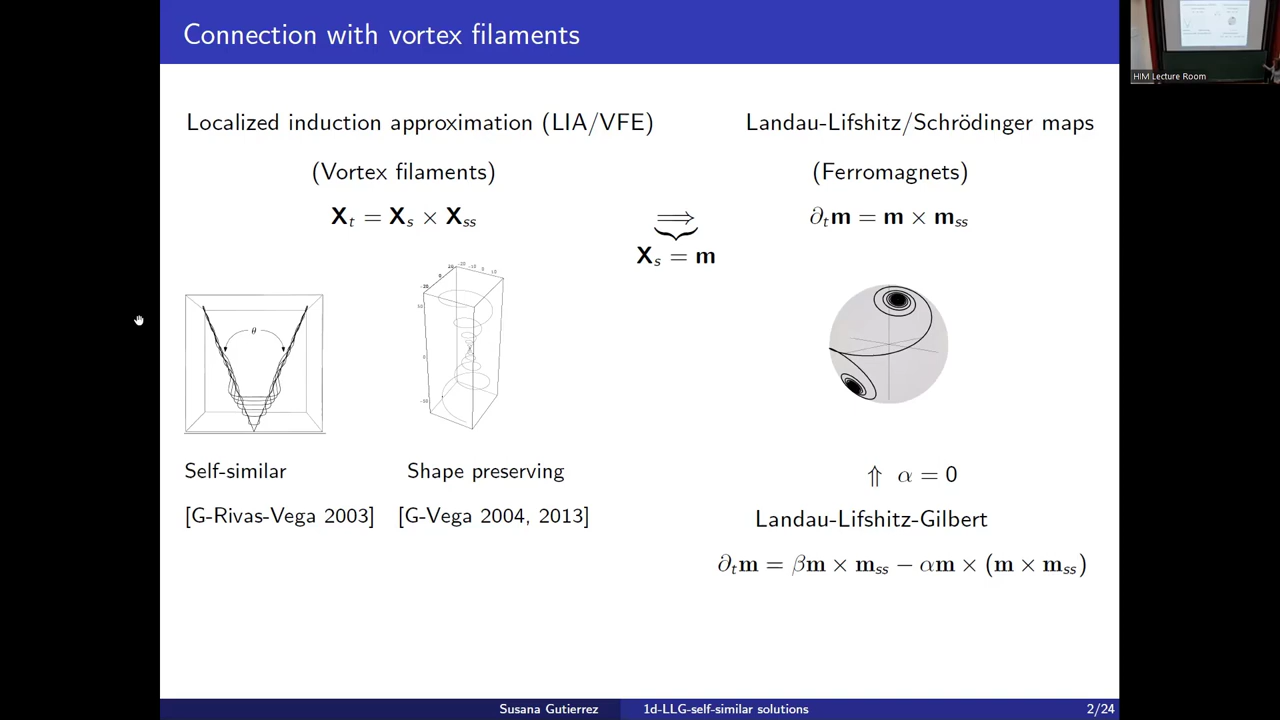 Connection with vortex filaments
HIM Lecture Room
Localized induction approximation (LIA/VFE)
(Vortex filaments)
X_t = X_s × X_ss
⟹
X_s = m
Landau-Lifshitz/Schrödinger maps
(Ferromagnets)
∂_t m = m × m_ss
θ
Self-similar
[G-Rivas-Vega 2003]
Shape preserving
[G-Vega 2004, 2013]
⇑ α = 0
Landau-Lifshitz-Gilbert
∂_t m = βm × m_ss − αm × (m × m_ss)
Susana Gutierrez
1d-LLG-self-similar solutions
2/24